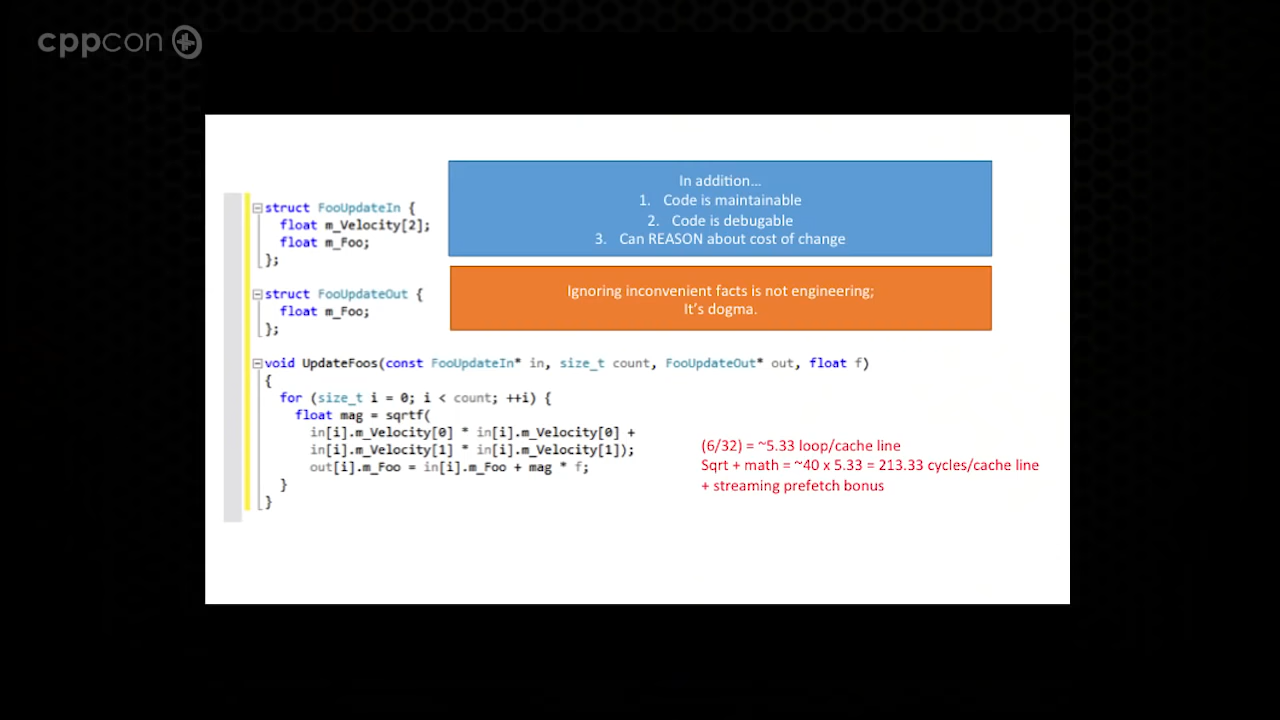 cppcon
In addition…
1. Code is maintainable
2. Code is debugable
3. Can REASON about cost of change
Ignoring inconvenient facts is not engineering;
It's dogma.
struct FooUpdateIn {
float m_Velocity[2];
float m_Foo;
};
struct FooUpdateOut {
float m_Foo;
};
void UpdateFoos(const FooUpdateIn* in, size_t count, FooUpdateOut* out, float f)
{
for (size_t i = 0; i < count; ++i) {
float mag = sqrtf(
in[i].m_Velocity[0] * in[i].m_Velocity[0] +
in[i].m_Velocity[1] * in[i].m_Velocity[1]);
out[i].m_Foo = in[i].m_Foo + mag * f;
}
}
(6/32) = ~5.33 loop/cache line
Sqrt + math = ~40 x 5.33 = 213.33 cycles/cache line
+ streaming prefetch bonus